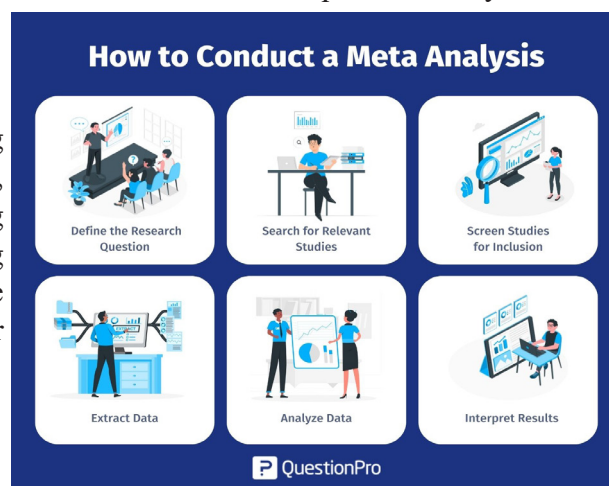 How to Conduct a Meta Analysis
Define the Research
Question
Search for Relevant
Studies
Screen Studies
for Inclusion
EXTRACT
Extract Data
Analyze Data
Interpret Results
QuestionPro